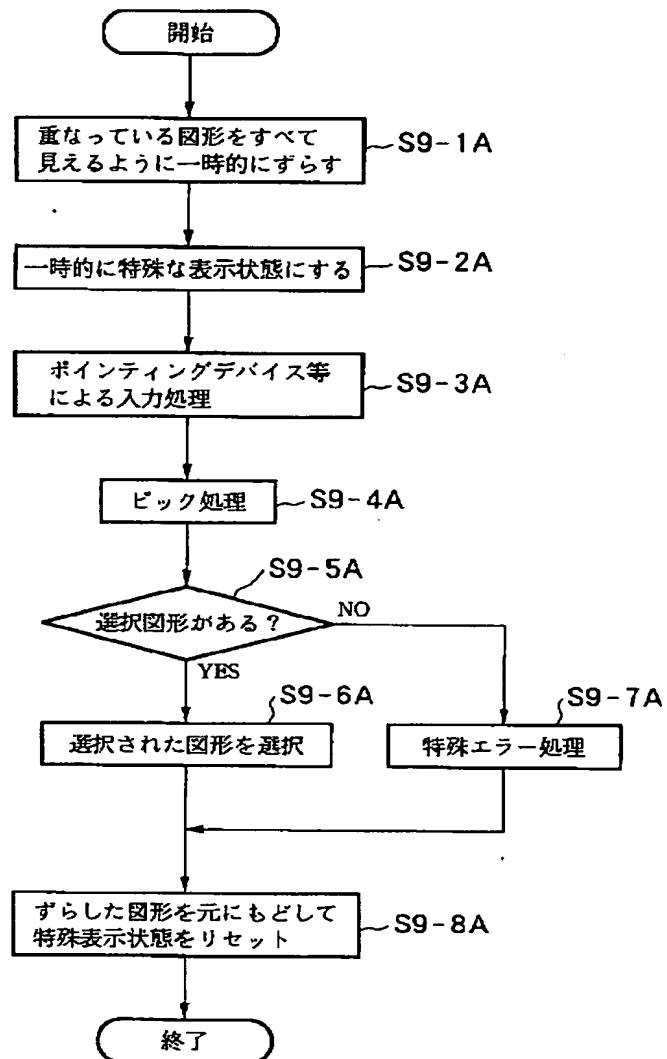 開始
重なっている図形をすべて
見えるように一時的にずらす
S9-1A
一時的に特殊な表示状態にする
S9-2A
ポインティングデバイス等
による入力処理
S9-3A
ピック処理
S9-4A
S9-5A
選択図形がある？
NO
YES
S9-6A
S9-7A
選択された図形を選択
特殊エラー処理
ずらした図形を元にもどして
特殊表示状態をリセット
S9-8A
終了